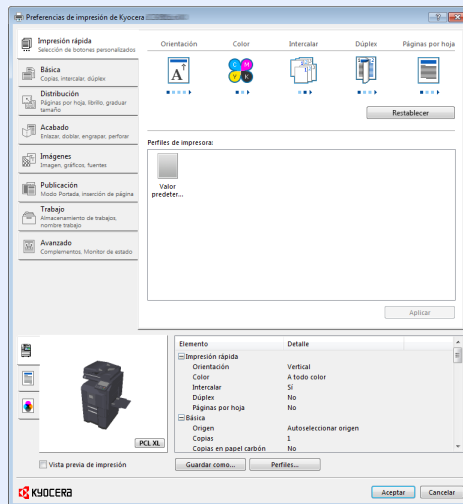 Preferencias de impresión de Kyocera
Impresión rápida
Selección de botones personalizados
Básica
Copias, intercalar, dúplex
Distribución
Páginas por hoja, librillo, graduar
tamaño
Acabado
Enlazar, doblar, engrapar, perforar
Imágenes
Imagen, gráficos, fuentes
Publicación
Modo Portada, inserción de página
Trabajo
Almacenamiento de trabajos,
nombre trabajo
Avanzado
Complementos, Monitor de estado
Orientación Color Intercalar Dúplex Páginas por hoja
A C M Y K
Restablecer
Perfiles de impresora:
Valor
predeter...
Aplicar
PCL XL
Vista previa de impresión
Elemento Detalle
Impresión rápida
Orientación Vertical
Color A todo color
Intercalar Sí
Dúplex No
Páginas por hoja No
Básica
Origen Autoseleccionar origen
Copias 1
Copias en papel carbón No
Guardar como... Perfiles...
KYOCERA
Aceptar Cancelar